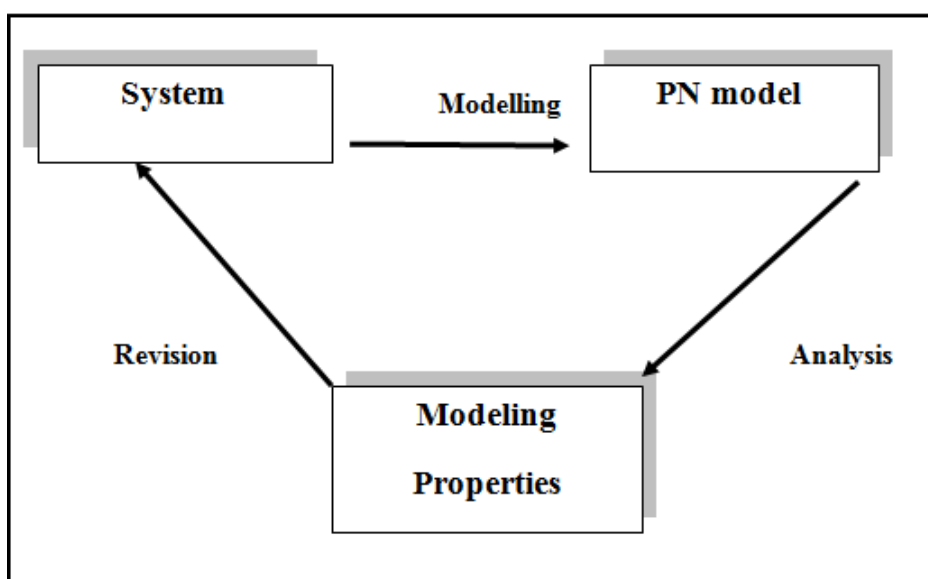 System
Modelling
PN model
Revision
Analysis
Modeling
Properties